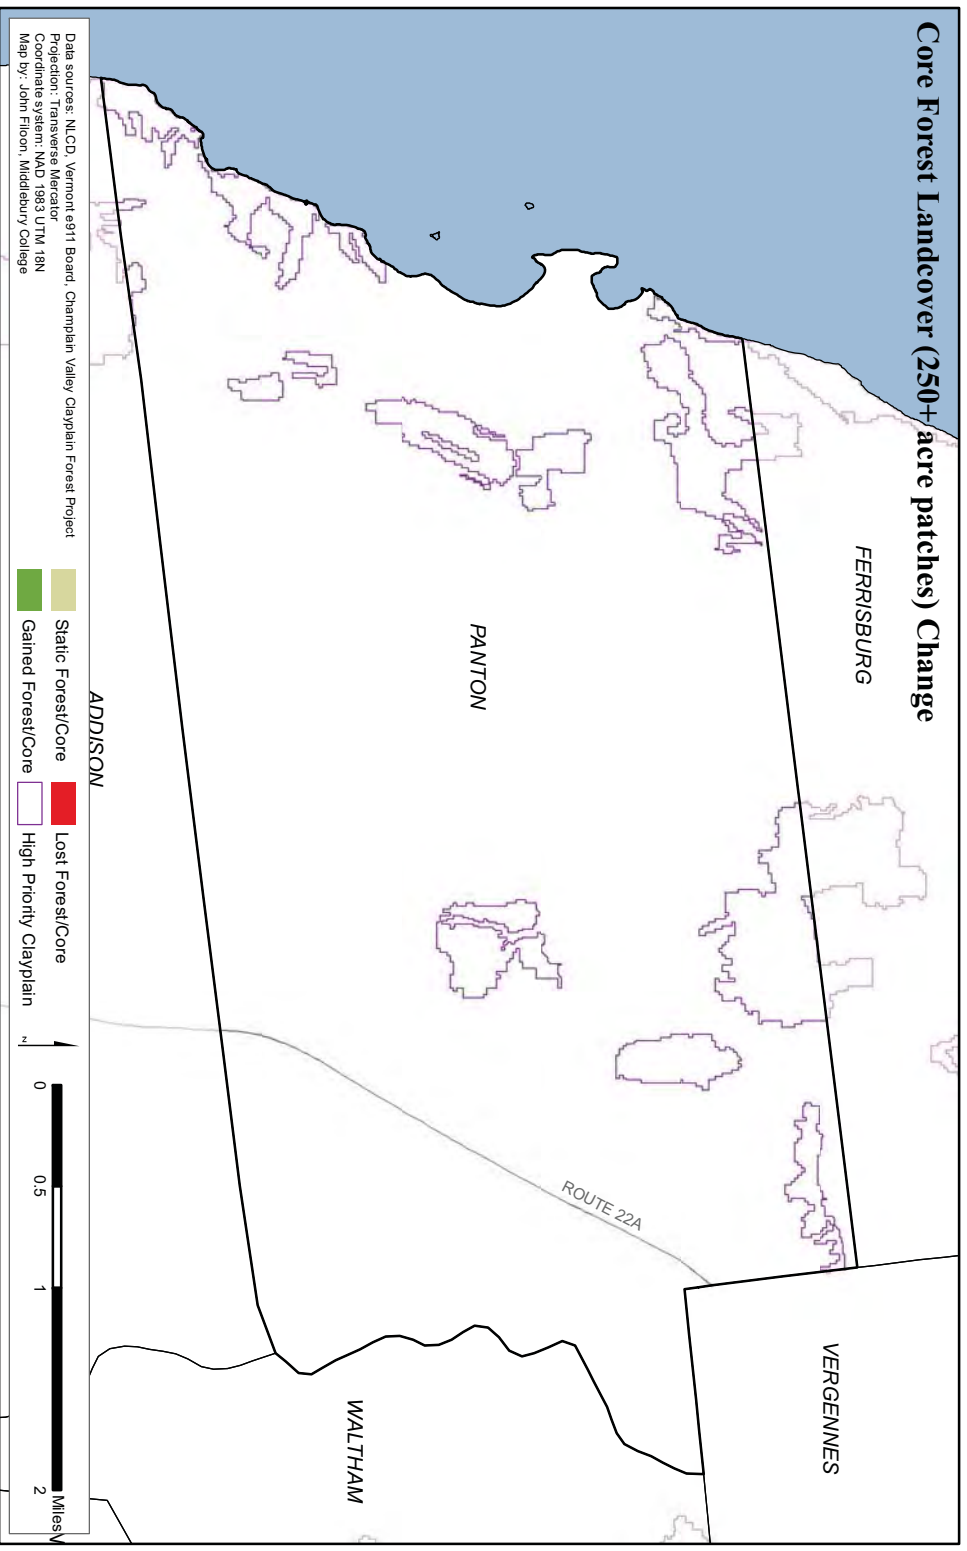 Core Forest Landcover (250+ acre patches) Change
FERRISBURG
VERGENNES
PANTON
ROUTE 22A
WALTHAM
ADDISON
Data sources: NLCD, Vermont e911 Board, Champlain Valley Clayplain Forest Project
Projection: Transverse Mercator
Coordinate system: NAD 1983 UTM 18N
Map by: John Filoon, Middlebury College
Static Forest/Core
Lost Forest/Core
Gained Forest/Core
High Priority Clayplain
N
0 0.5 1 2
Miles